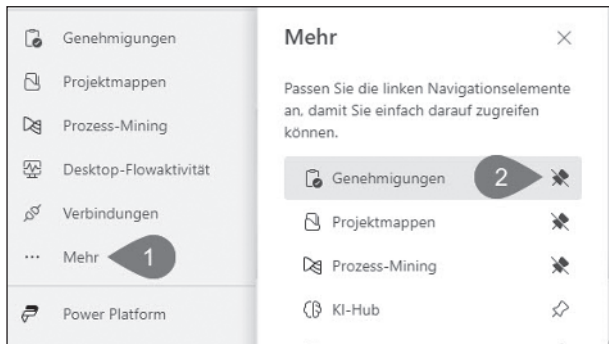 Genehmigungen
Projektmappen
Prozess-Mining
Desktop-Flowaktivität
Verbindungen
Mehr
1
Power Platform
Mehr
Passen Sie die linken Navigationselemente
an, damit Sie einfach darauf zugreifen
können.
Genehmigungen
2
Projektmappen
Prozess-Mining
KI-Hub